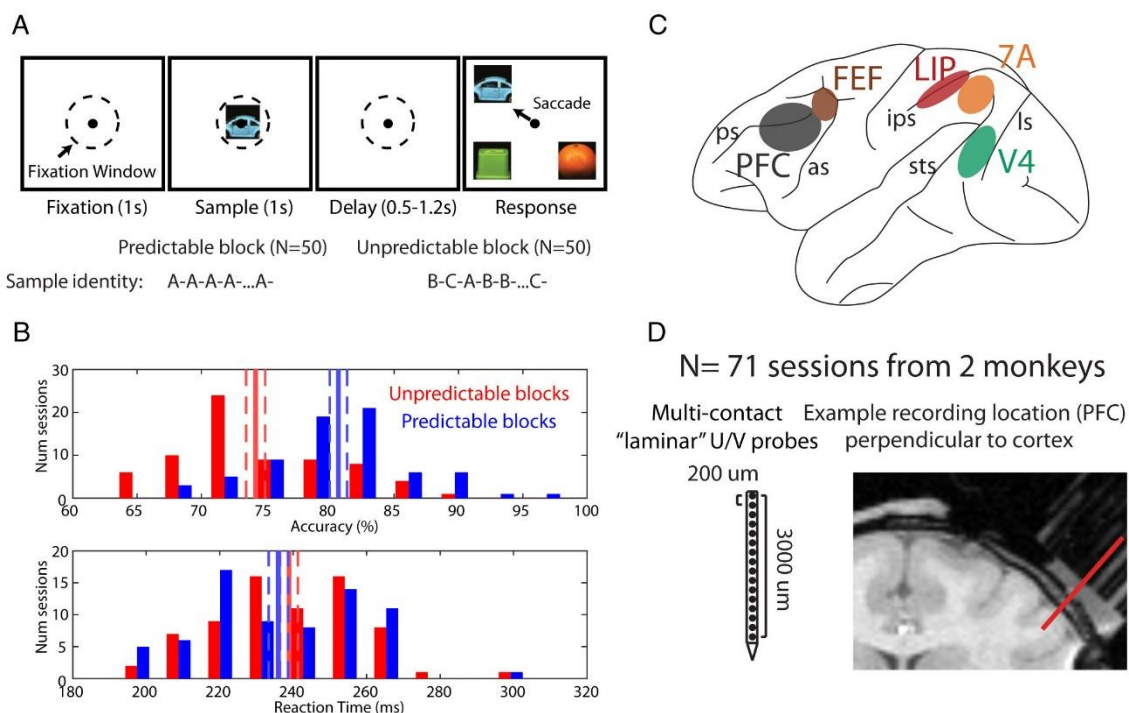 A
Fixation Window
Saccade
Fixation (1s)
Sample (1s)
Delay (0.5-1.2s)
Response
Predictable block (N=50)
Unpredictable block (N=50)
Sample identity:
A-A-A-A-...A-
B-C-A-B-B-...C-
B
Num sessions
30
20
10
0
Unpredictable blocks
Predictable blocks
60
65
70
75
80
85
90
95
100
Accuracy (%)
Num sessions
20
15
10
5
0
180
200
220
240
260
280
300
320
Reaction Time (ms)
C
FEF
LIP
7A
ps
ips
ls
PFC
as
sts
V4
D
N= 71 sessions from 2 monkeys
Multi-contact
“laminar” U/V probes
200 um
3000 um
Example recording location (PFC)
perpendicular to cortex